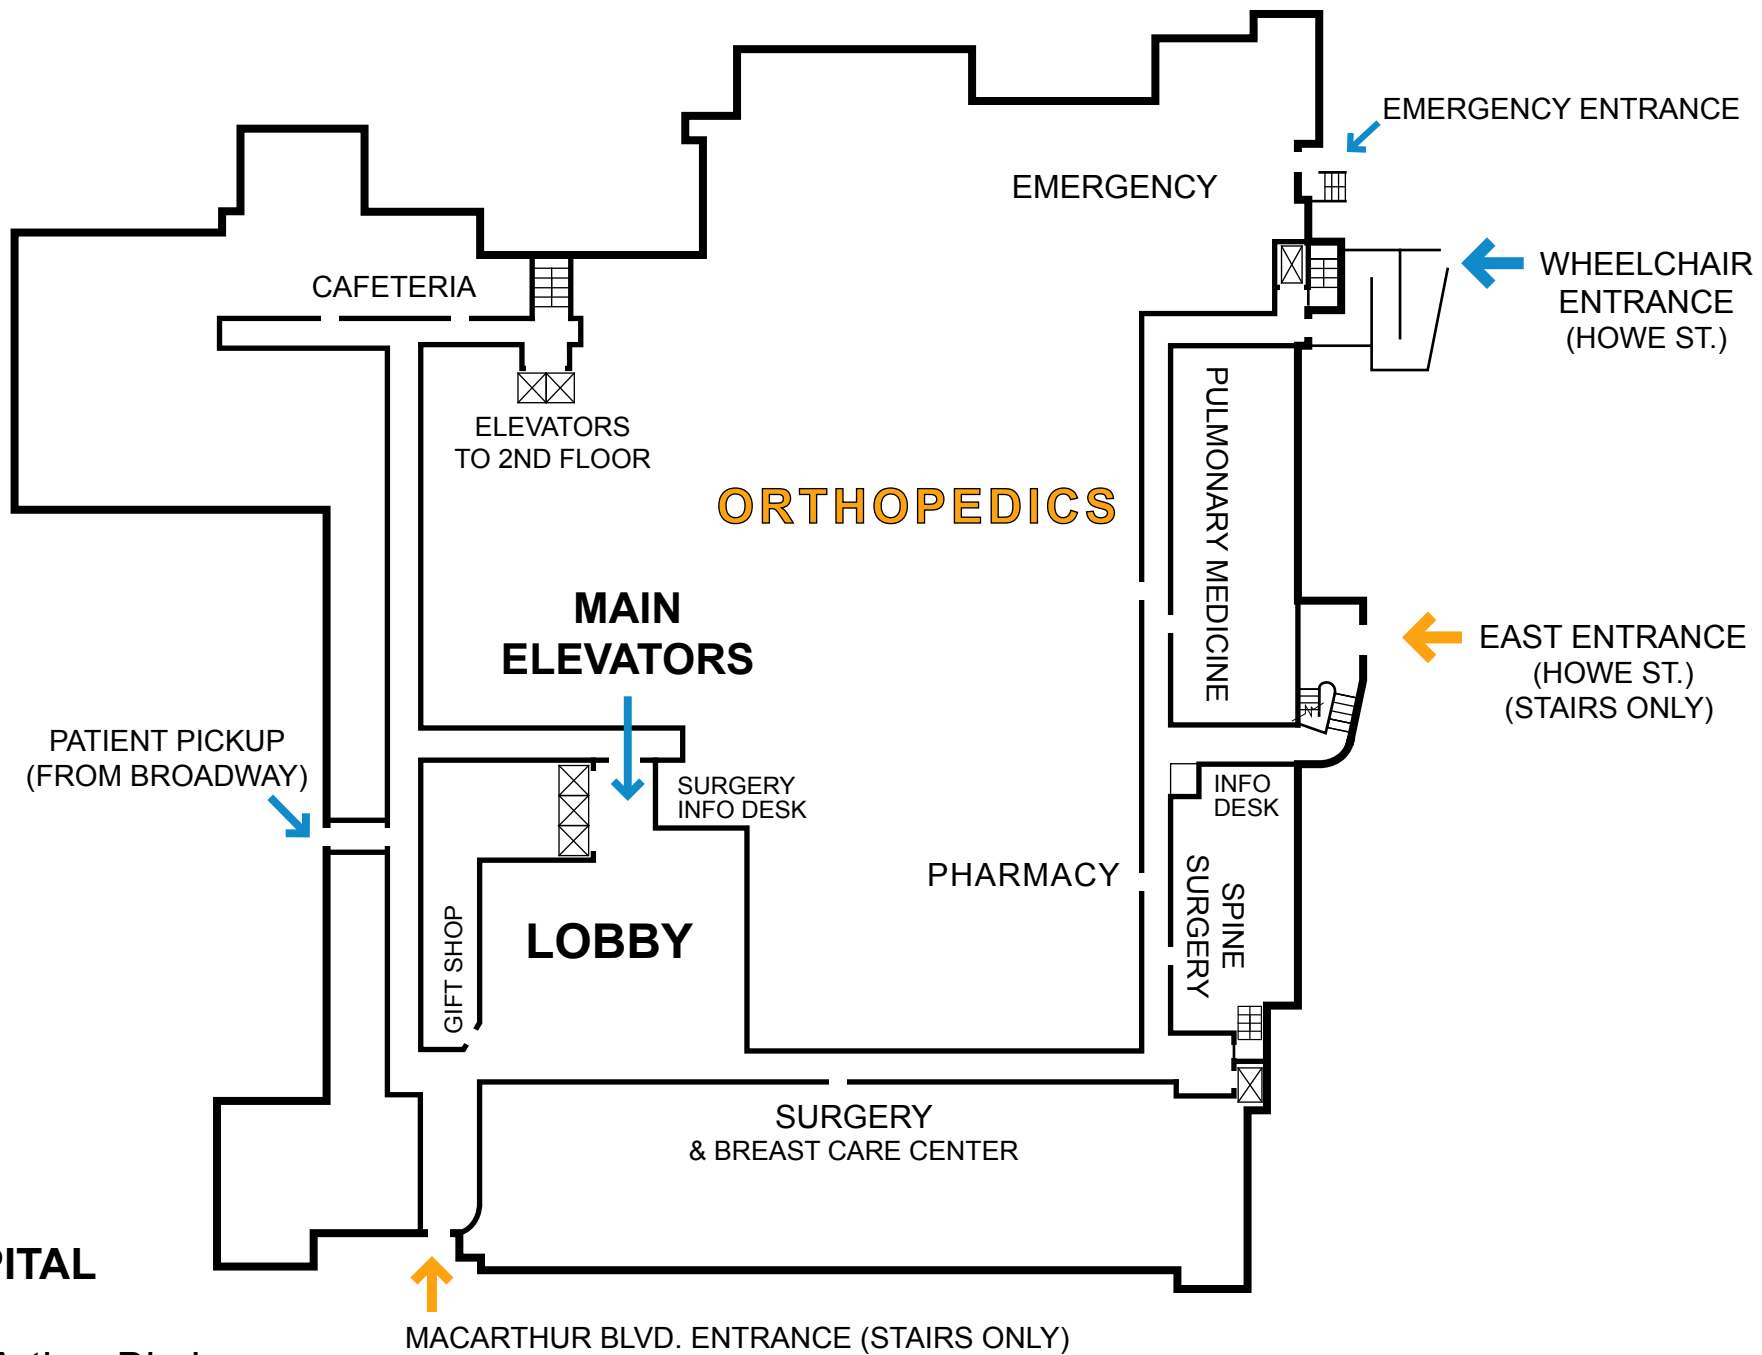 EMERGENCY ENTRANCE
EMERGENCY
WHEELCHAIR
ENTRANCE
(HOWE ST.)
CAFETERIA
ELEVATORS
TO 2ND FLOOR
PULMONARY MEDICINE
ORTHOPEDICS
MAIN
ELEVATORS
EAST ENTRANCE
(HOWE ST.)
(STAIRS ONLY)
PATIENT PICKUP
(FROM BROADWAY)
SURGERY
INFO DESK
INFO
DESK
PHARMACY
SPINE
SURGERY
GIFT SHOP
LOBBY
SURGERY
& BREAST CARE CENTER
PITAL
MACARTHUR BLVD. ENTRANCE (STAIRS ONLY)